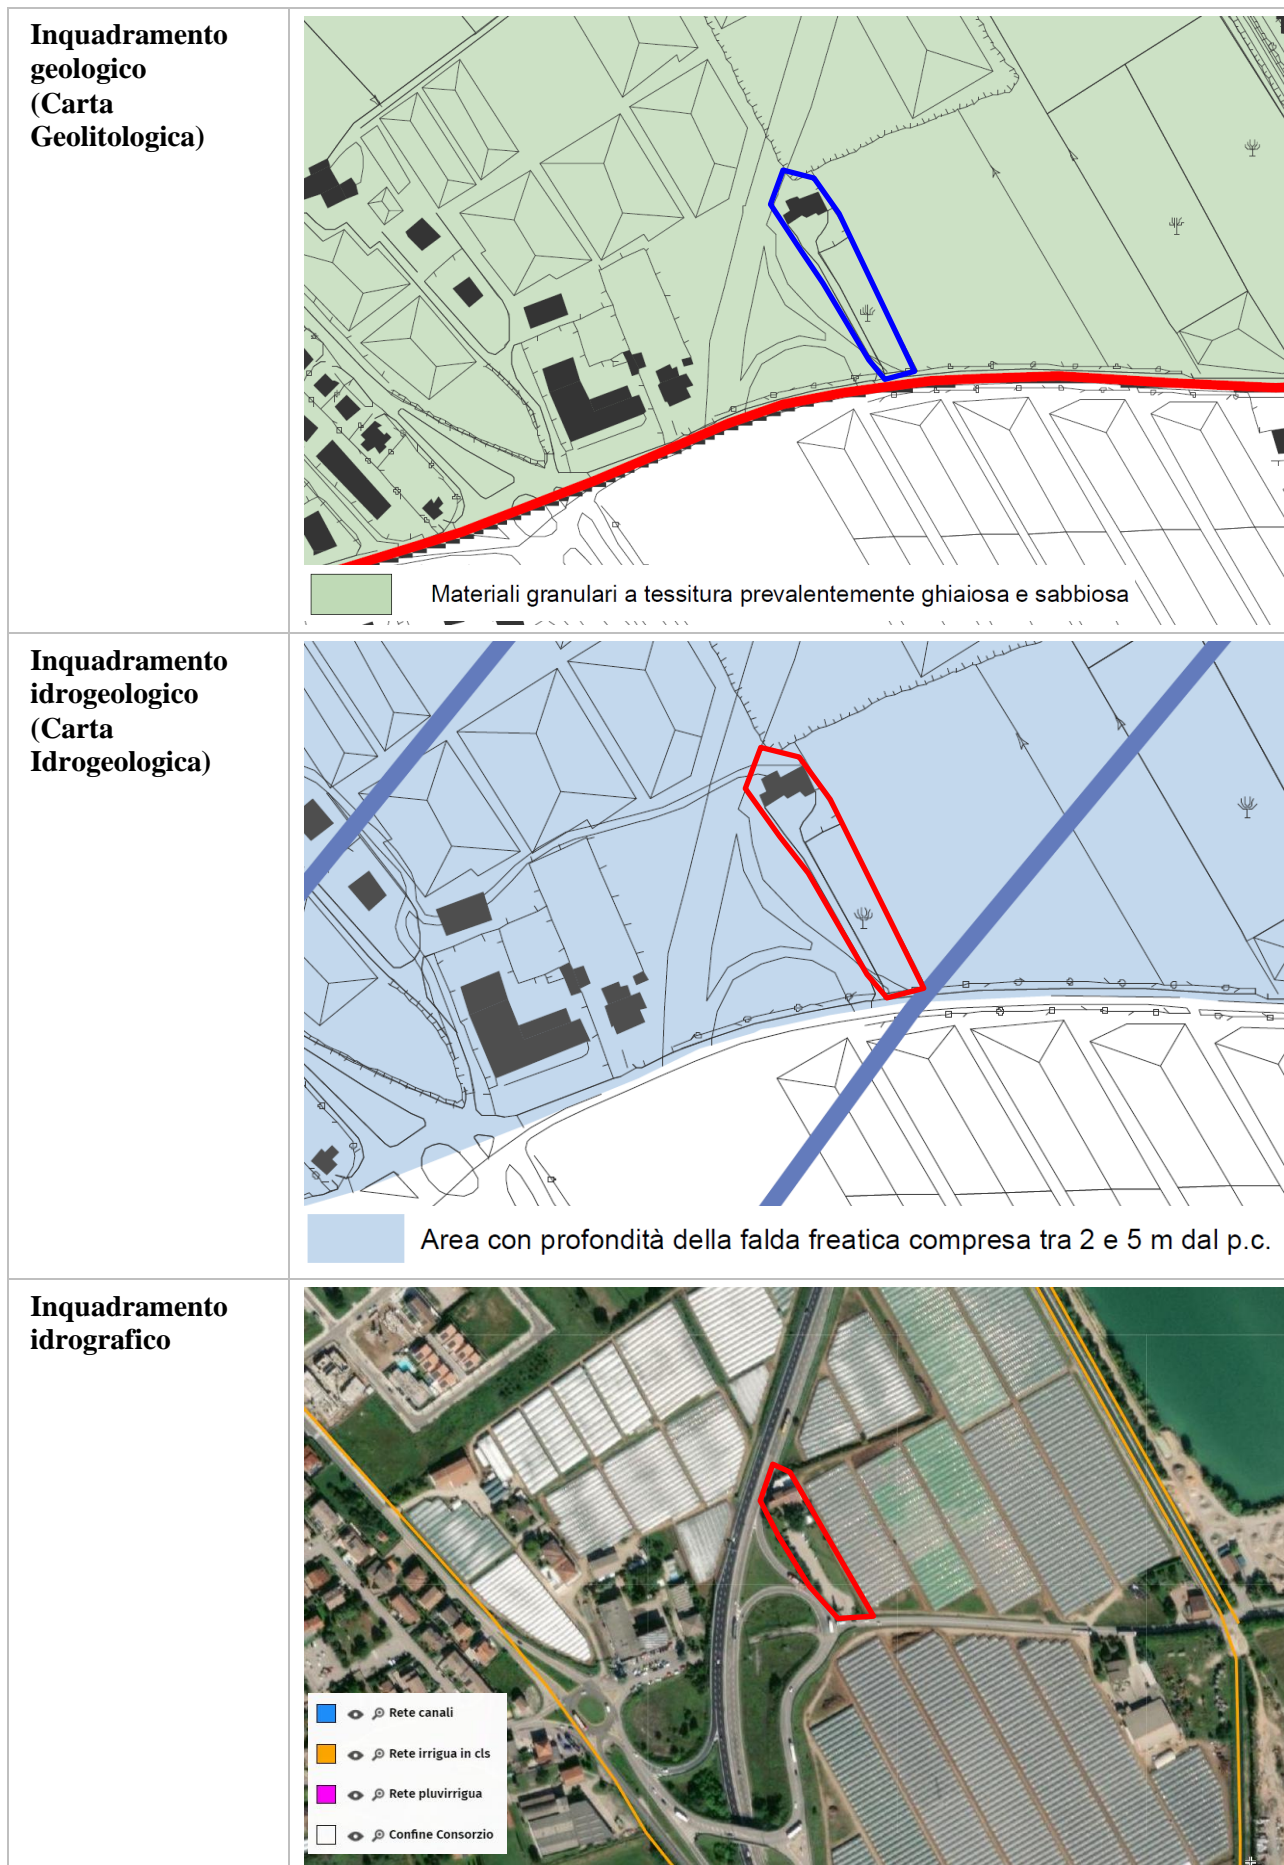 Inquadramento
geologico
(Carta
Geolitologica)
Materiali granulari a tessitura prevalentemente ghiaiosa e sabbiosa
Inquadramento
idrogeologico
(Carta
Idrogeologica)
Area con profondità della falda freatica compresa tra 2 e 5 m dal p.c.
Inquadramento
idrografico
Rete canali
Rete irrigua in cls
Rete pluvirrigua
Confine Consorzio